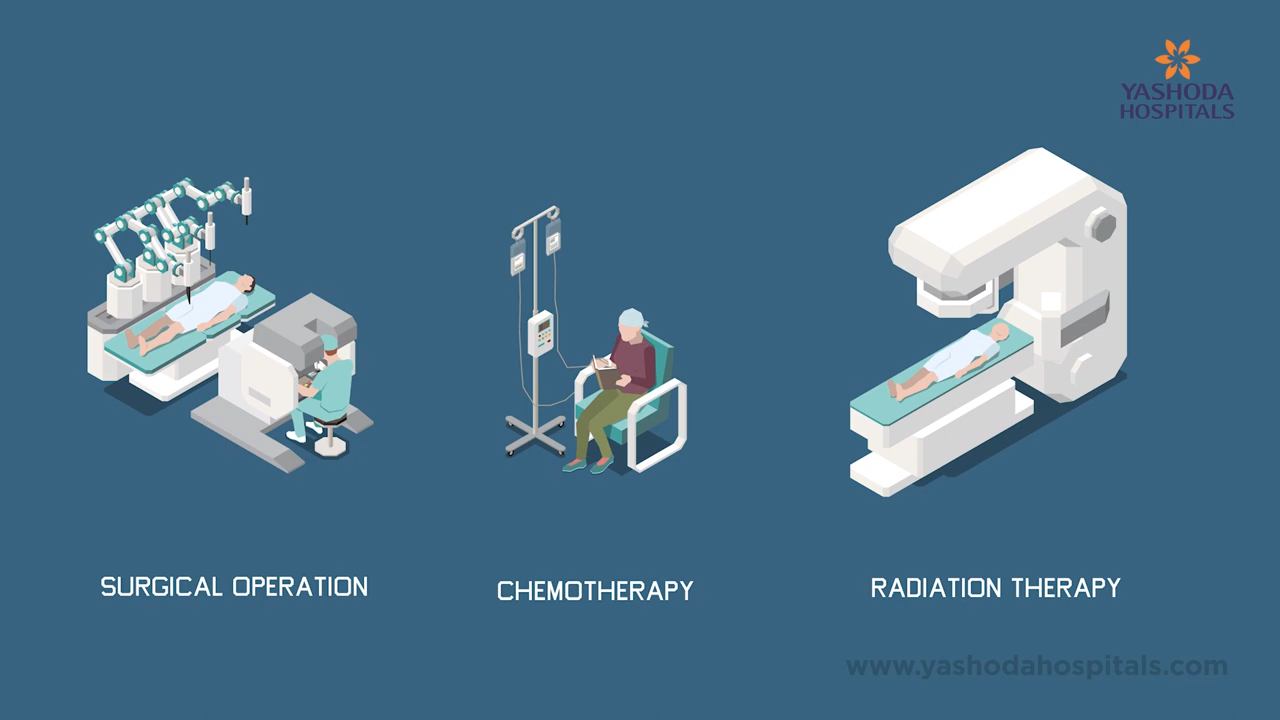 YASHODA
HOSPITALS
SURGICAL OPERATION
CHEMOTHERAPY
RADIATION THERAPY
www.yashodahospitals.com